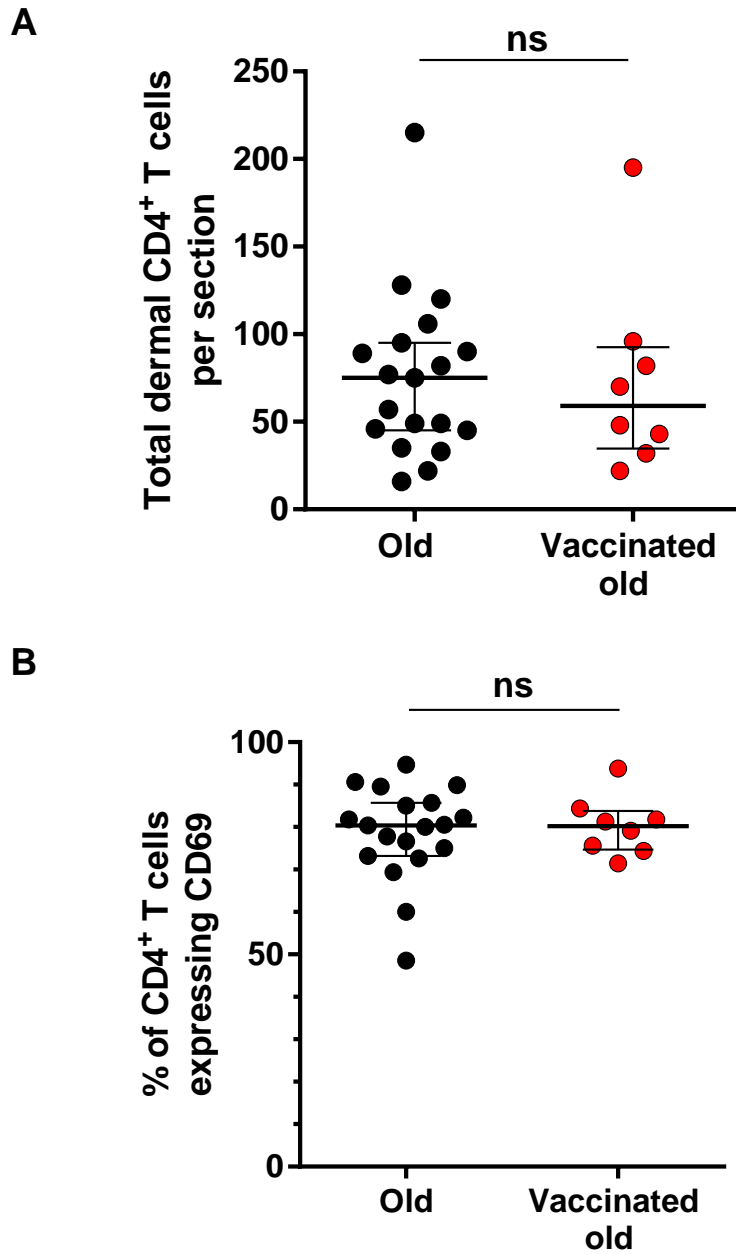 A
ns
Total dermal CD4⁺ T cells
per section
250
200
150
100
50
0
Old
Vaccinated
old
B
ns
% of CD4⁺ T cells
expressing CD69
100
50
0
Old
Vaccinated
old